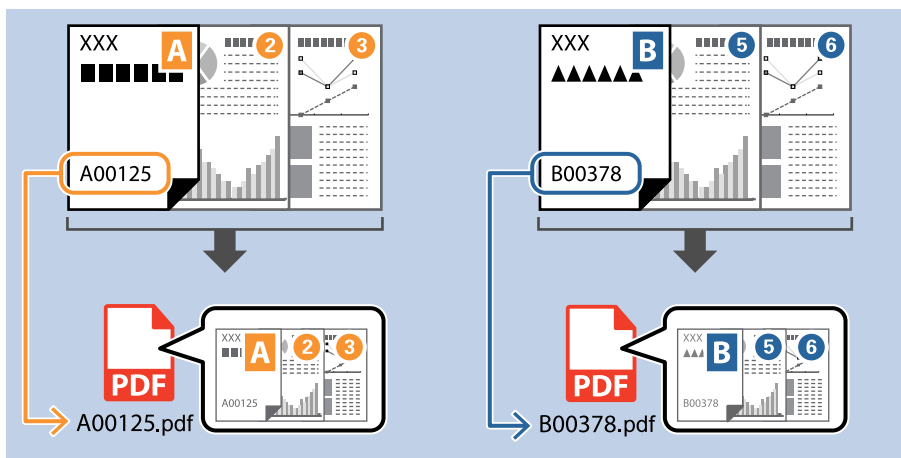 XXX
A
2
3
A00125
XXX
B
5
6
B00378
PDF
XXX
A
2
3
A00125
A00125.pdf
PDF
XXX
B
5
6
B00378
B00378.pdf